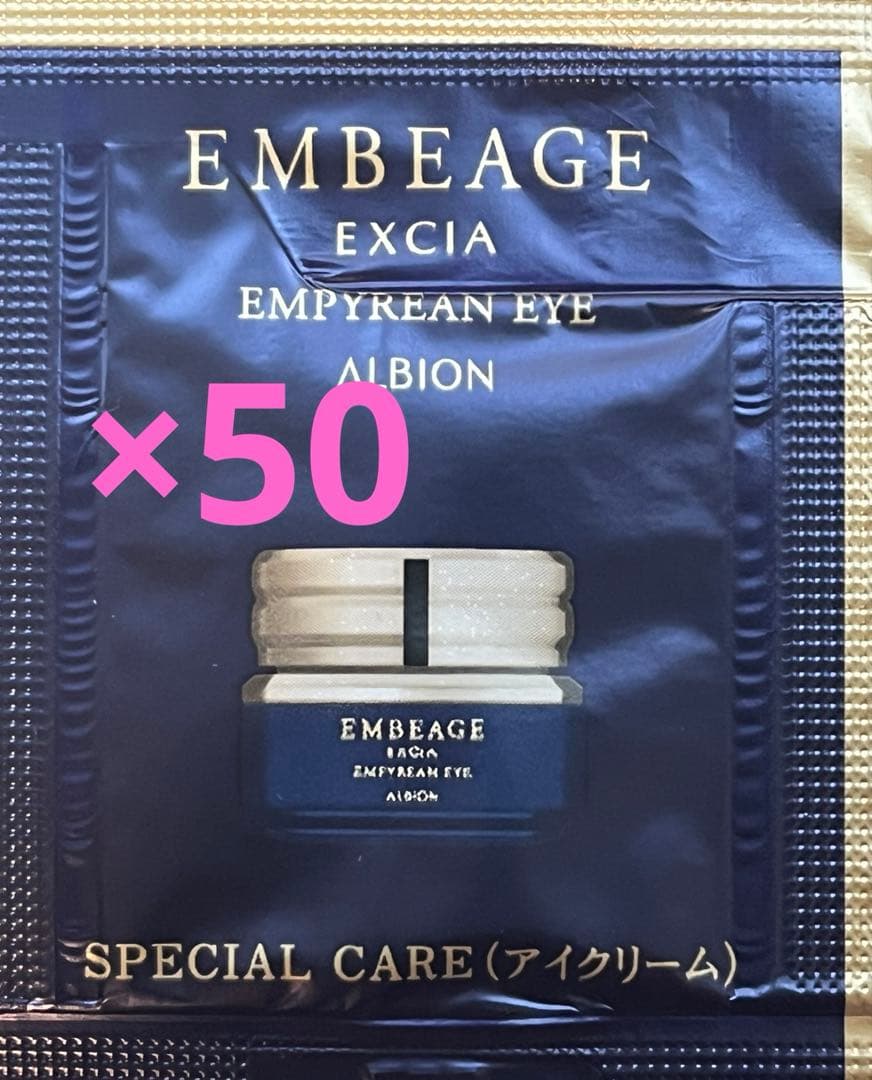 EMBEAGE
EXCIA
EMPYREAN EYE
ALBION
×50
EMBEAGE
EXCIA
EMPYREAN EYE
ALBION
SPECIAL CARE(アイクリーム)